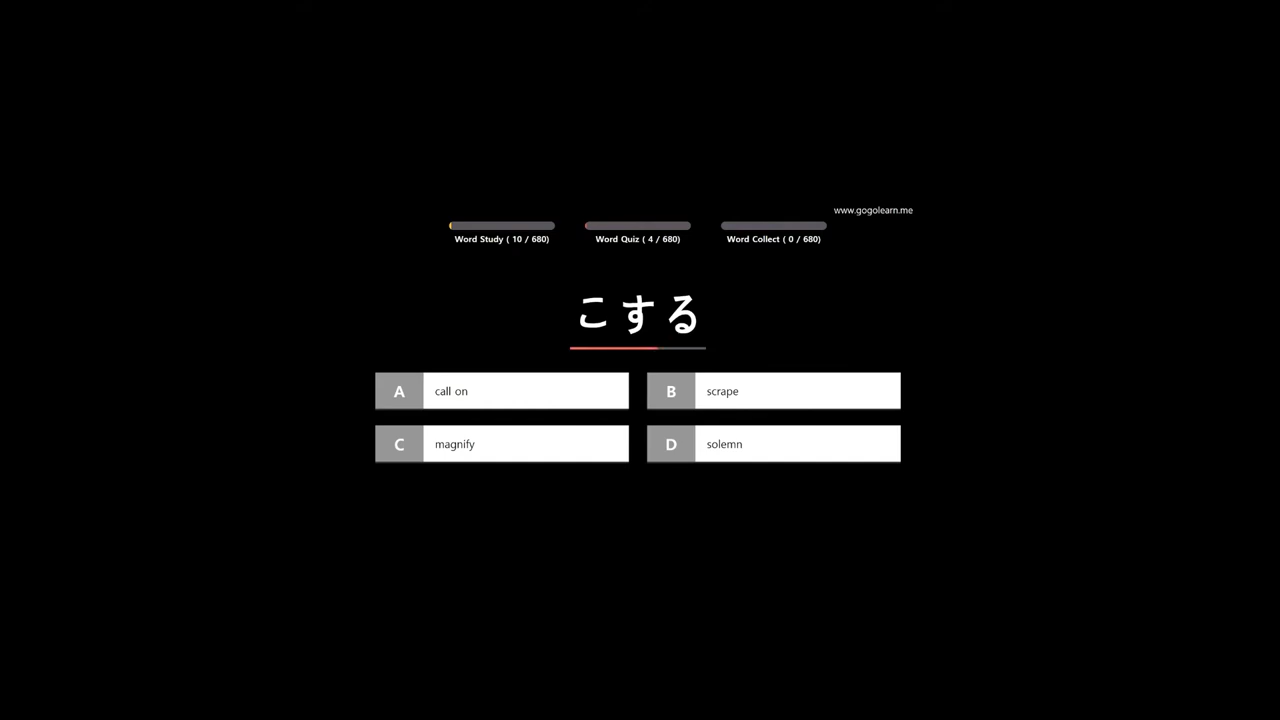 www.gogolearn.me
Word Study ( 10 / 680)
Word Quiz ( 4 / 680)
Word Collect ( 0 / 680)
こする
A call on
B scrape
C magnify
D solemn